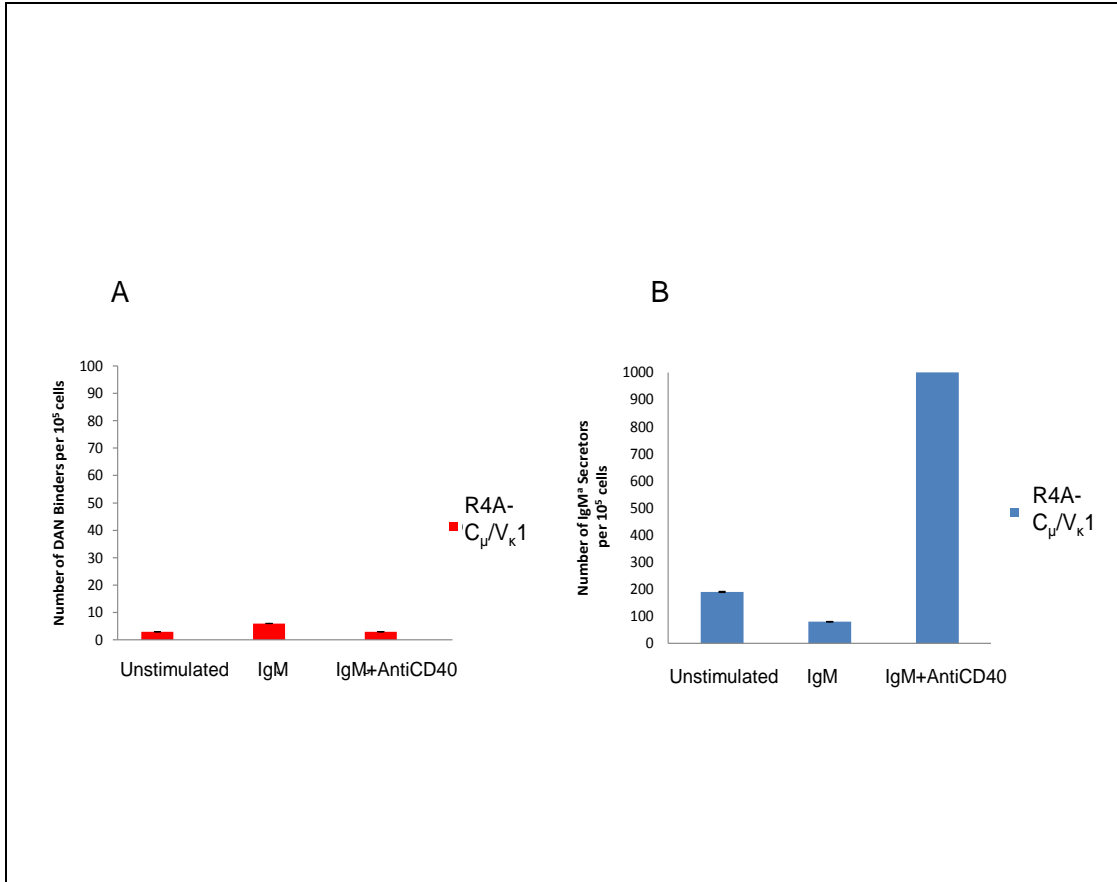 A
Number of DAN Binders per 10⁵ cells
100
90
80
70
60
50
40
30
20
10
0
Unstimulated IgM IgM+AntiCD40
R4A-
Cμ/Vκ1
B
Number of IgMᵃ Secretors
per 10⁵ cells
1000
900
800
700
600
500
400
300
200
100
0
Unstimulated IgM IgM+AntiCD40
R4A-
Cμ/Vκ1